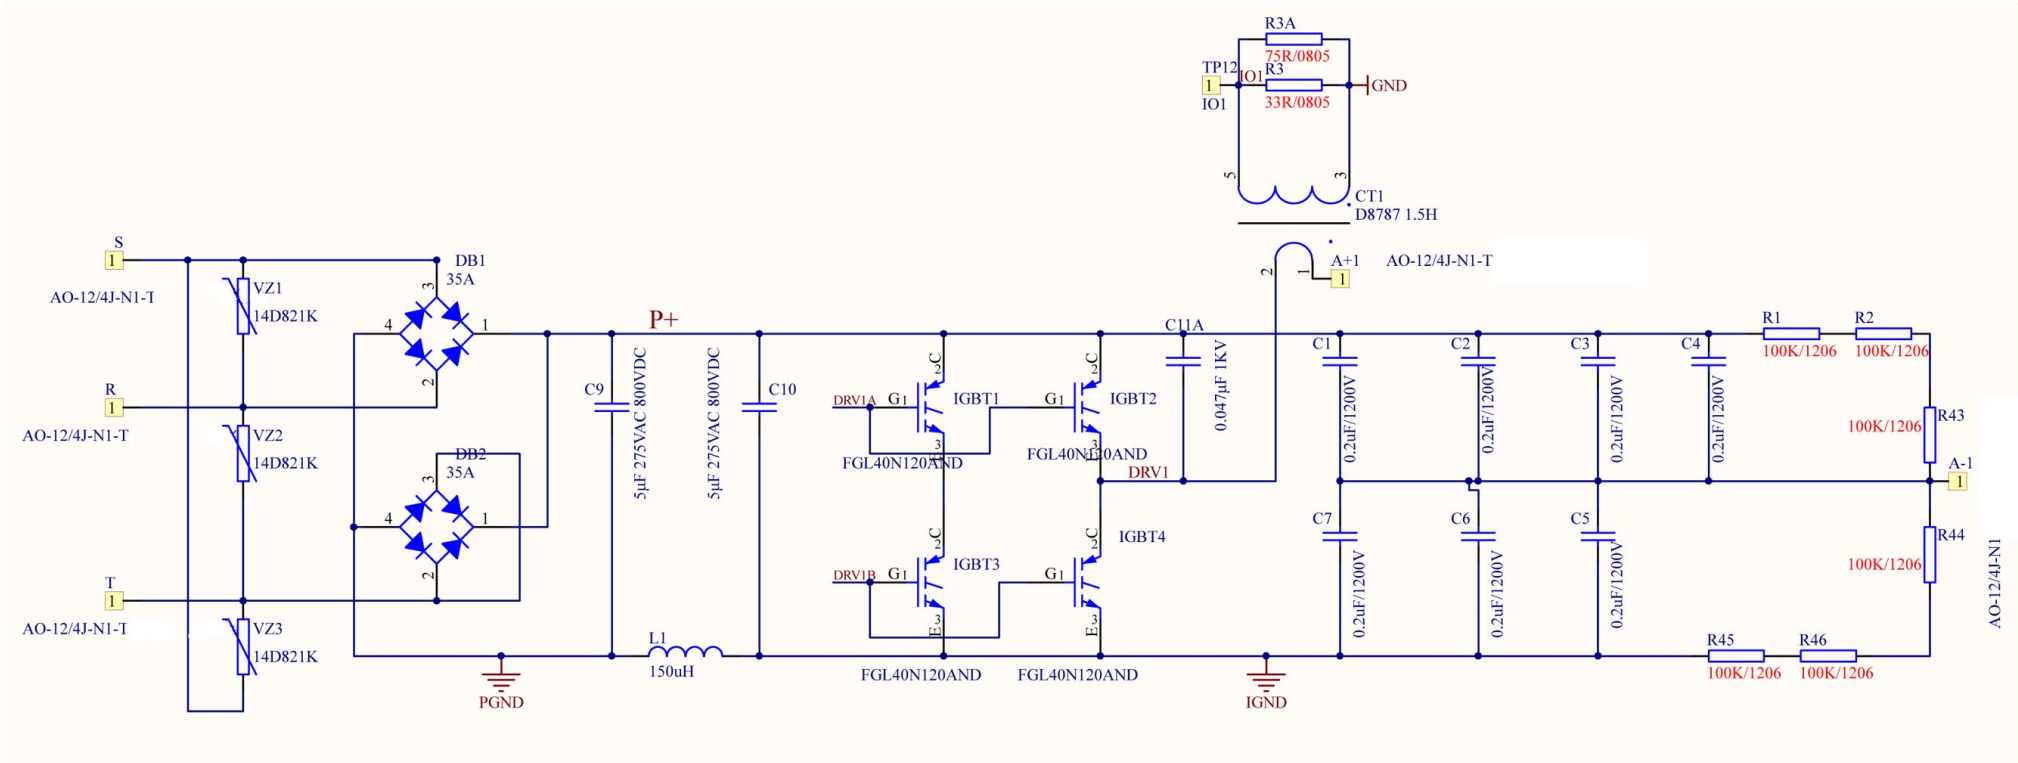 R3A
75R/0805
TP12
IO1
R3
1
GND
IO1
33R/0805
5
3
CT1
D8787 1.5H
S
1
AO-12/4J-N1-T
DB1
35A
2
1
A+1
1
AO-12/4J-N1-T
VZ1
14D821K
3
4
1
2
P+
C11A
0.047μF 1KV
R
1
AO-12/4J-N1-T
VZ2
14D821K
DB2
35A
3
4
1
2
C9
5μF 275VAC 800VDC
5μF 275VAC 800VDC
C10
DRV1A
G1
C
2
IGBT1
3
E
FGL40N120AND
G1
C
2
IGBT2
3
E
FGL40N120AND
DRV1
C1
0.2uF/1200V
C2
0.2uF/1200V
C3
0.2uF/1200V
C4
0.2uF/1200V
R1
100K/1206
R2
100K/1206
R43
100K/1206
A-1
1
AO-12/4J-N1
T
1
AO-12/4J-N1-T
VZ3
14D821K
PGND
L1
150uH
DRV1B
G1
C
2
IGBT3
3
E
FGL40N120AND
G1
C
2
IGBT4
3
E
FGL40N120AND
IGND
C7
0.2uF/1200V
C6
0.2uF/1200V
C5
0.2uF/1200V
R44
100K/1206
R45
100K/1206
R46
100K/1206